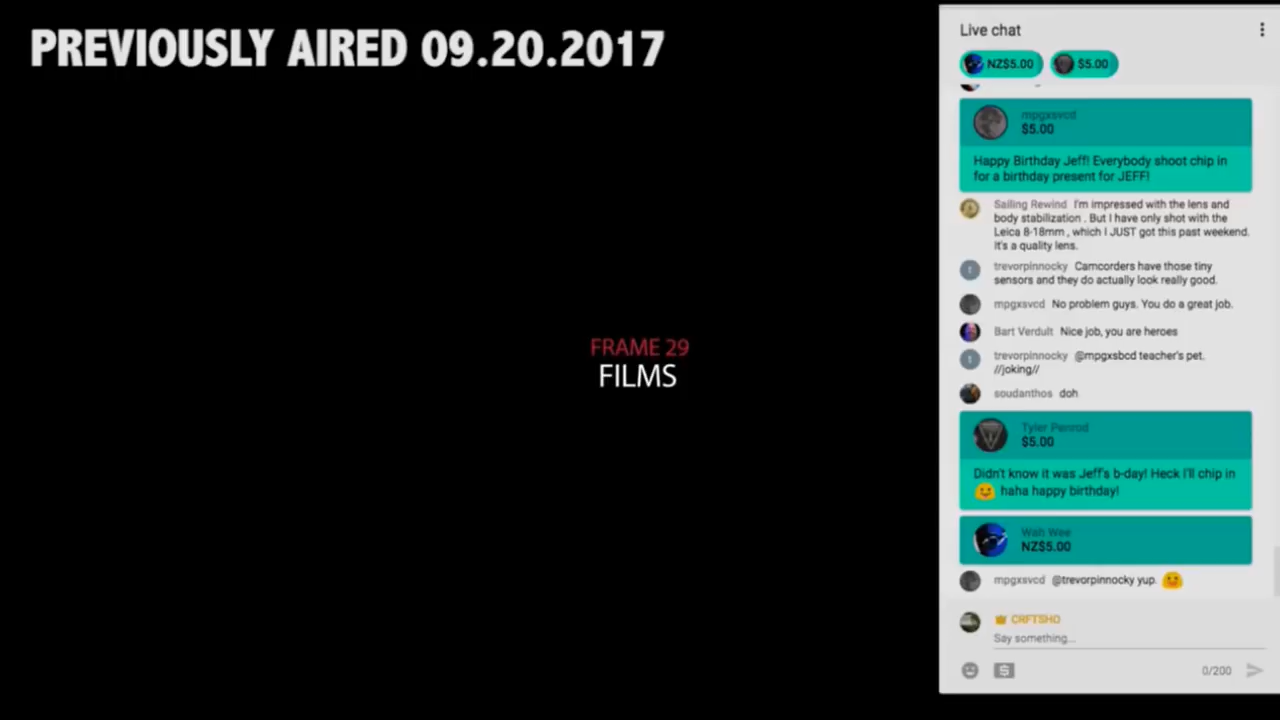 PREVIOUSLY AIRED 09.20.2017
FRAME 29
FILMS
Live chat
NZ$5.00 $5.00
mpgxsvcd
$5.00
Happy Birthday Jeff! Everybody shoot chip in
for a birthday present for JEFF!
Sailing Rewind I'm impressed with the lens and
body stabilization . But I have only shot with the
Leica 8-18mm , which I JUST got this past weekend.
It's a quality lens.
trevorpinnocky Camcorders have those tiny
sensors and they do actually look really good.
mpgxsvcd No problem guys. You do a great job.
Bart Verdult Nice job, you are heroes
trevorpinnocky @mpgxsbcd teacher's pet.
//joking//
soudanthos doh
Tyler Penrod
$5.00
Didn't know it was Jeff's b-day! Heck I'll chip in
haha happy birthday!
Wah Wee
NZ$5.00
mpgxsvcd @trevorpinnocky yup.
CRFTSHO
Say something...
0/200